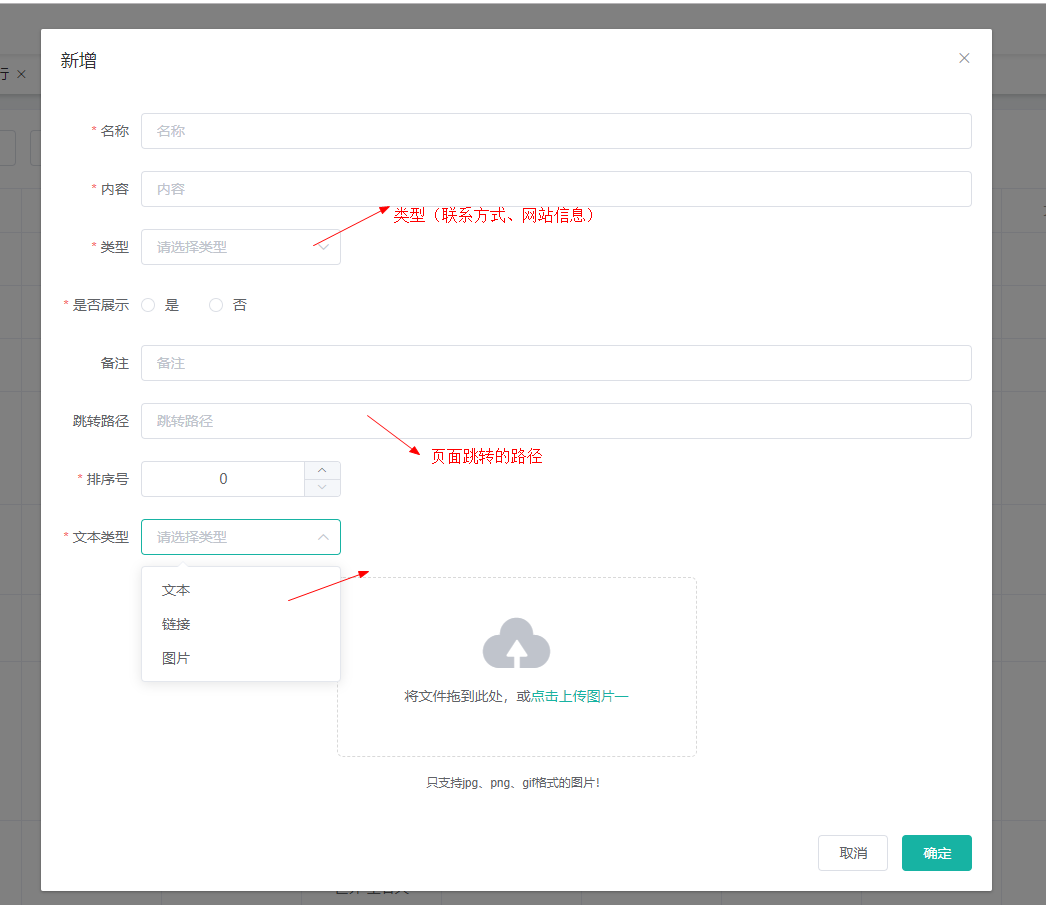 新增
行
* 名称 名称
* 内容 内容
类型（联系方式、网站信息）
* 类型 请选择类型
* 是否展示 是 否
备注 备注
跳转路径 跳转路径
页面跳转的路径
* 排序号 0
* 文本类型 请选择类型
文本
链接
图片
将文件拖到此处，或点击上传图片一
只支持jpg、png、gif格式的图片!
取消 确定